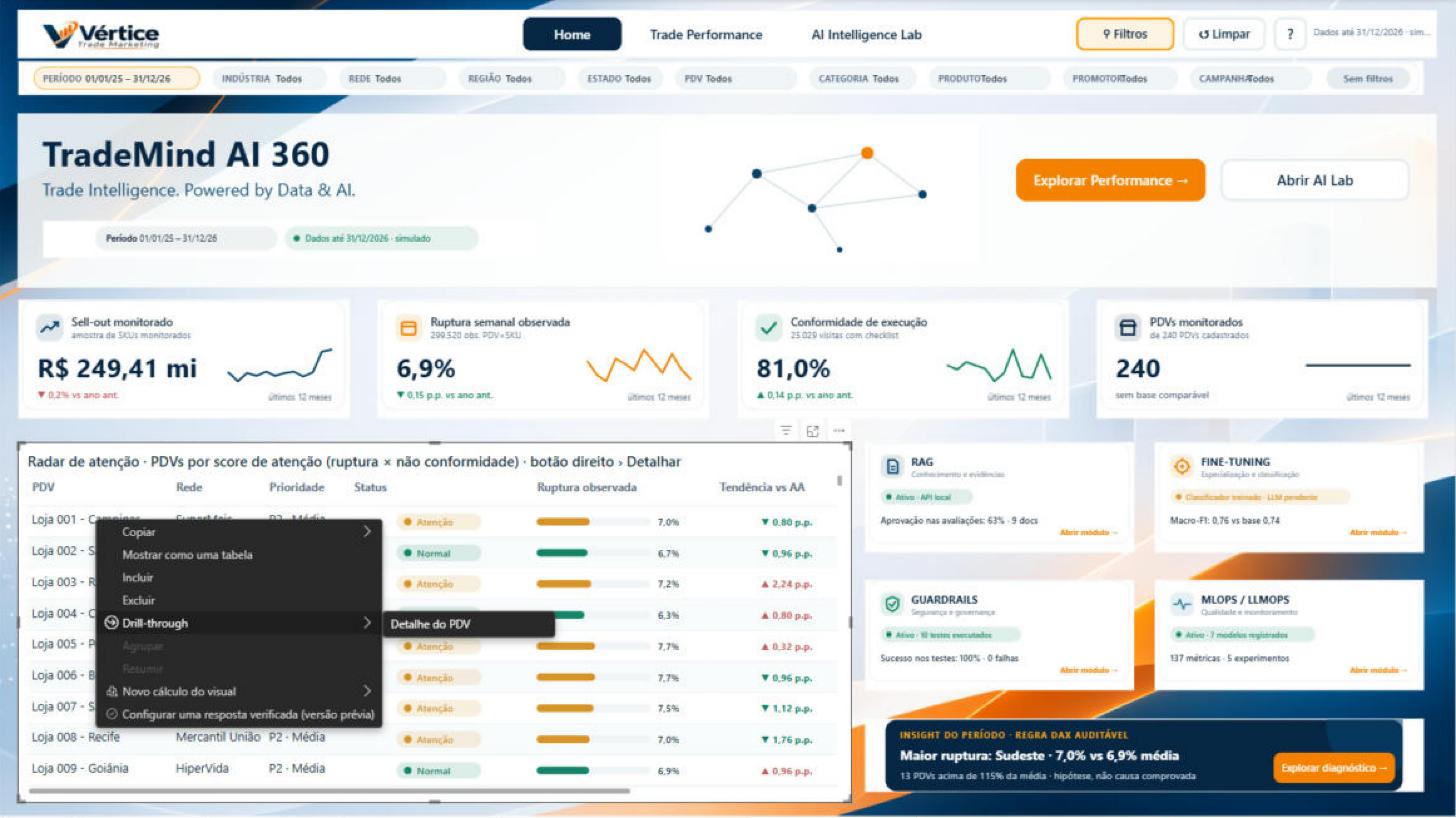 Vértice
Trade Marketing
Home
Trade Performance
AI Intelligence Lab
Filtros
Limpar
?
Dados até 31/12/2026 · sim...
PERÍODO 01/01/25 – 31/12/26
INDÚSTRIA Todos
REDE Todos
REGIÃO Todos
ESTADO Todos
PDV Todos
CATEGORIA Todos
PRODUTO Todos
PROMOTOR Todos
CAMPANHA Todos
Sem filtros
TradeMind AI 360
Trade Intelligence. Powered by Data & AI.
Período 01/01/25 – 31/12/26
Dados até 31/12/2026 · simulado
Explorar Performance →
Abrir AI Lab
Sell-out monitorado
amostra de SKUs monitorados
R$ 249,41 mi
▼ 0,2% vs ano ant.
últimos 12 meses
Ruptura semanal observada
299.520 obs. PDV×SKU
6,9%
▼ 0,15 p.p. vs ano ant.
últimos 12 meses
Conformidade de execução
25.029 visitas com checklist
81,0%
▲ 0,14 p.p. vs ano ant.
últimos 12 meses
PDVs monitorados
de 240 PDVs cadastrados
240
sem base comparável
últimos 12 meses
Radar de atenção · PDVs por score de atenção (ruptura × não conformidade) · botão direito › Detalhar
PDV Rede Prioridade Status Ruptura observada Tendência vs AA
Loja 001 - Campinas SuperMais P2 · Média Atenção 7,0% ▼ 0,80 p.p.
Loja 002 - S Normal 6,7% ▼ 0,96 p.p.
Loja 003 - R Atenção 7,2% ▲ 2,24 p.p.
Loja 004 - C 6,3% ▲ 0,80 p.p.
Loja 005 - P Atenção 7,7% ▲ 0,32 p.p.
Loja 006 - B Atenção 7,7% ▼ 0,96 p.p.
Loja 007 - S Atenção 7,5% ▼ 1,12 p.p.
Loja 008 - Recife Mercantil União P2 · Média Atenção 7,0% ▼ 1,76 p.p.
Loja 009 - Goiânia HiperVida P2 · Média Normal 6,9% ▲ 0,96 p.p.
Copiar
Mostrar como uma tabela
Incluir
Excluir
Drill-through
Detalhe do PDV
Agrupar
Resumir
Novo cálculo do visual
Configurar uma resposta verificada (versão prévia)
RAG
Conhecimento e evidências
Ativo · API local
Aprovação nas avaliações: 63% · 9 docs
Abrir módulo →
FINE-TUNING
Especialização e classificação
Classificador treinado · LLM pendente
Macro-F1: 0,76 vs base 0,74
Abrir módulo →
GUARDRAILS
Segurança e governança
Ativo · 10 testes executados
Sucesso nos testes: 100% · 0 falhas
Abrir módulo →
MLOPS / LLMOPS
Qualidade e monitoramento
Ativo · 7 modelos registrados
137 métricas · 5 experimentos
Abrir módulo →
INSIGHT DO PERÍODO · REGRA DAX AUDITÁVEL
Maior ruptura: Sudeste · 7,0% vs 6,9% média
13 PDVs acima de 115% da média · hipótese, não causa comprovada
Explorar diagnóstico →